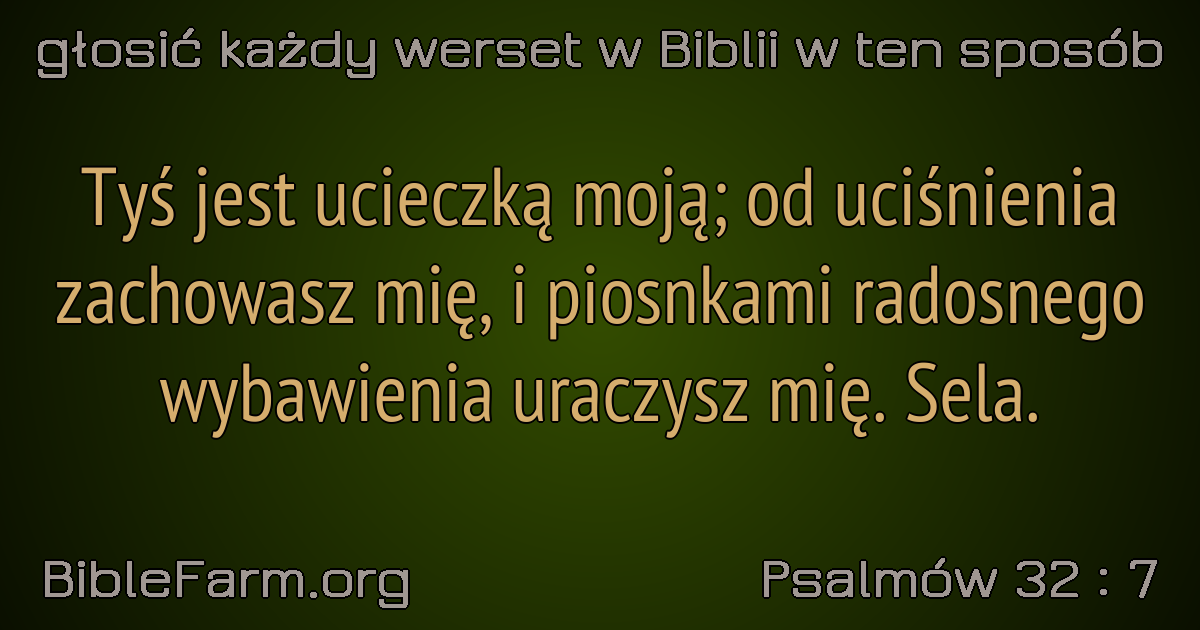 głosić każdy werset w Biblii w ten sposób
Tyś jest ucieczką moją; od uciśnienia
zachowasz mię, i piosnkami radosnego
wybawienia uraczysz mię. Sela.
BibleFarm.org
Psalmów 32 : 7